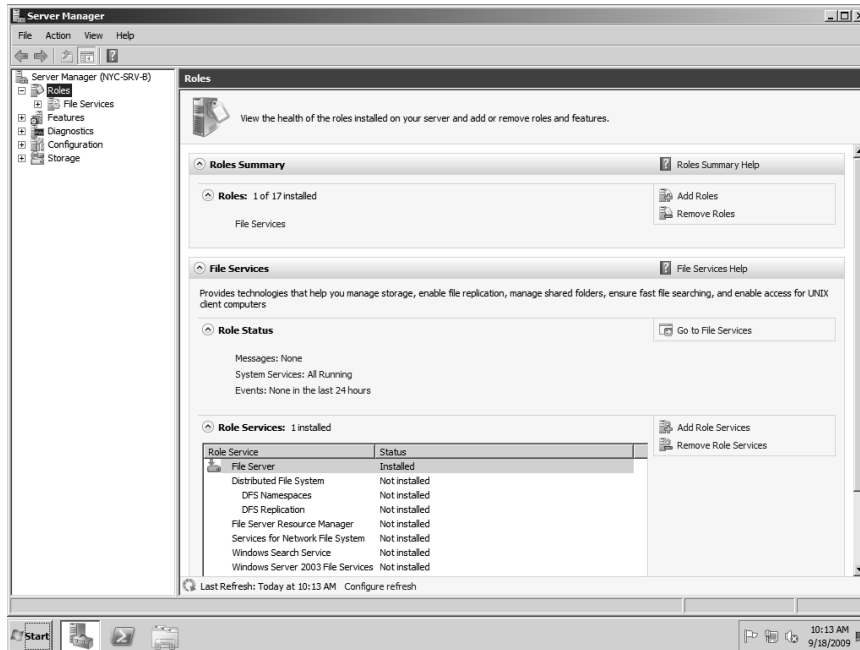 Server Manager
File Action View Help
Server Manager (NYC-SRV-B)
Roles
File Services
Features
Diagnostics
Configuration
Storage
Roles
View the health of the roles installed on your server and add or remove roles and features.
Roles Summary
Roles Summary Help
Roles: 1 of 17 installed
Add Roles
Remove Roles
File Services
File Services
File Services Help
Provides technologies that help you manage storage, enable file replication, manage shared folders, ensure fast file searching, and enable access for UNIX
client computers
Role Status
Go to File Services
Messages: None
System Services: All Running
Events: None in the last 24 hours
Role Services: 1 installed
Add Role Services
Remove Role Services
Role Service Status
File Server Installed
Distributed File System Not installed
DFS Namespaces Not installed
DFS Replication Not installed
File Server Resource Manager Not installed
Services for Network File System Not installed
Windows Search Service Not installed
Windows Server 2003 File Services Not installed
Last Refresh: Today at 10:13 AM Configure refresh
Start
10:13 AM
9/18/2009